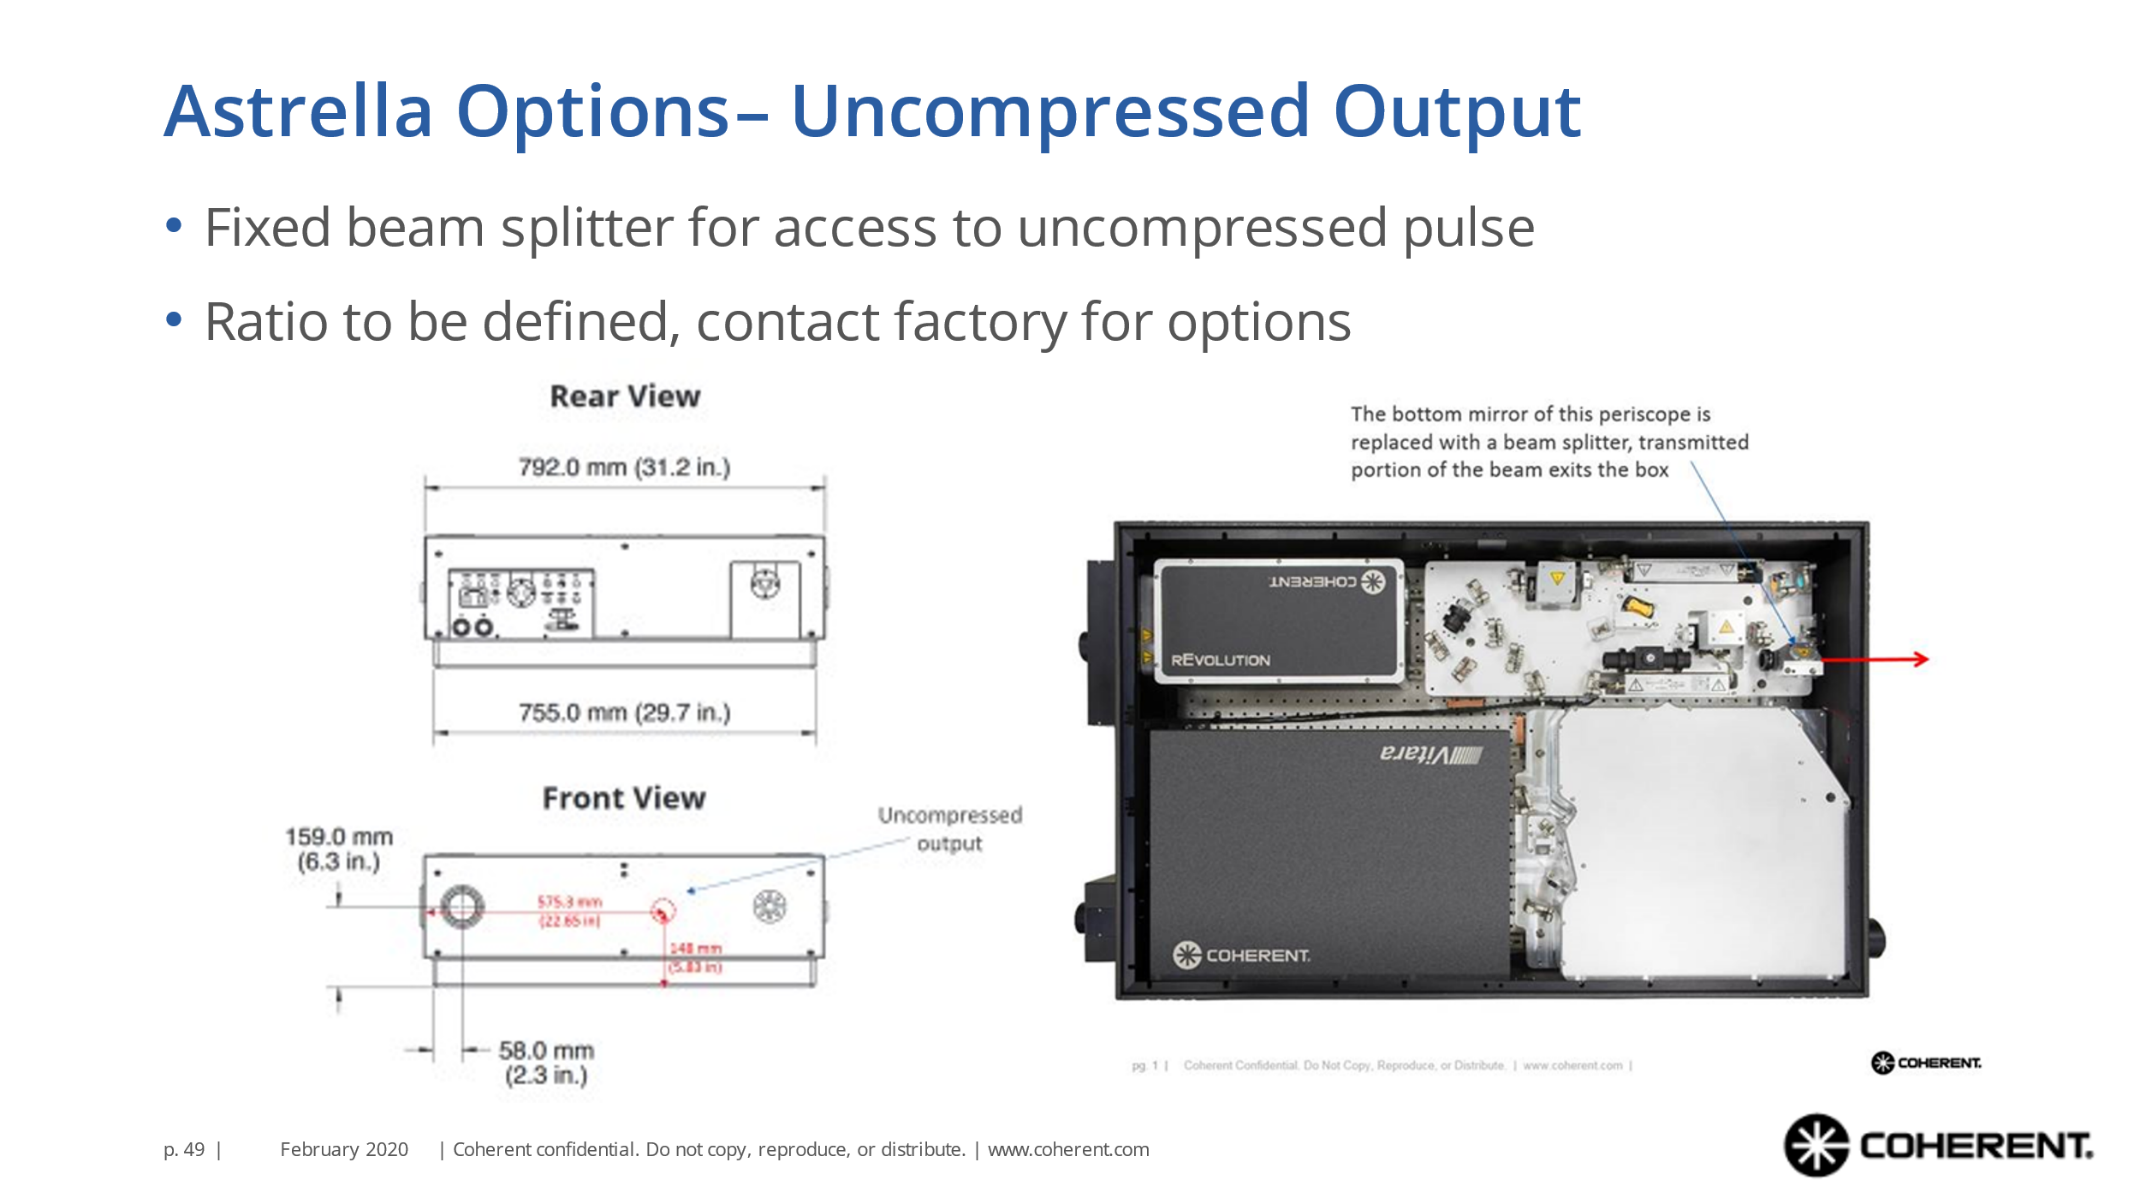 Astrella Options– Uncompressed Output
• Fixed beam splitter for access to uncompressed pulse
• Ratio to be defined, contact factory for options
Rear View
792.0 mm (31.2 in.)
755.0 mm (29.7 in.)
Front View
159.0 mm
(6.3 in.)
Uncompressed
output
575.3 mm
(22.65 in)
148 mm
(5.83 in)
58.0 mm
(2.3 in.)
The bottom mirror of this periscope is
replaced with a beam splitter, transmitted
portion of the beam exits the box
COHERENT.
rEvolution
Vitara
COHERENT.
pg. 1 | Coherent Confidential. Do Not Copy, Reproduce, or Distribute. | www.coherent.com |
COHERENT.
p. 49 | February 2020 | Coherent confidential. Do not copy, reproduce, or distribute. | www.coherent.com
COHERENT.